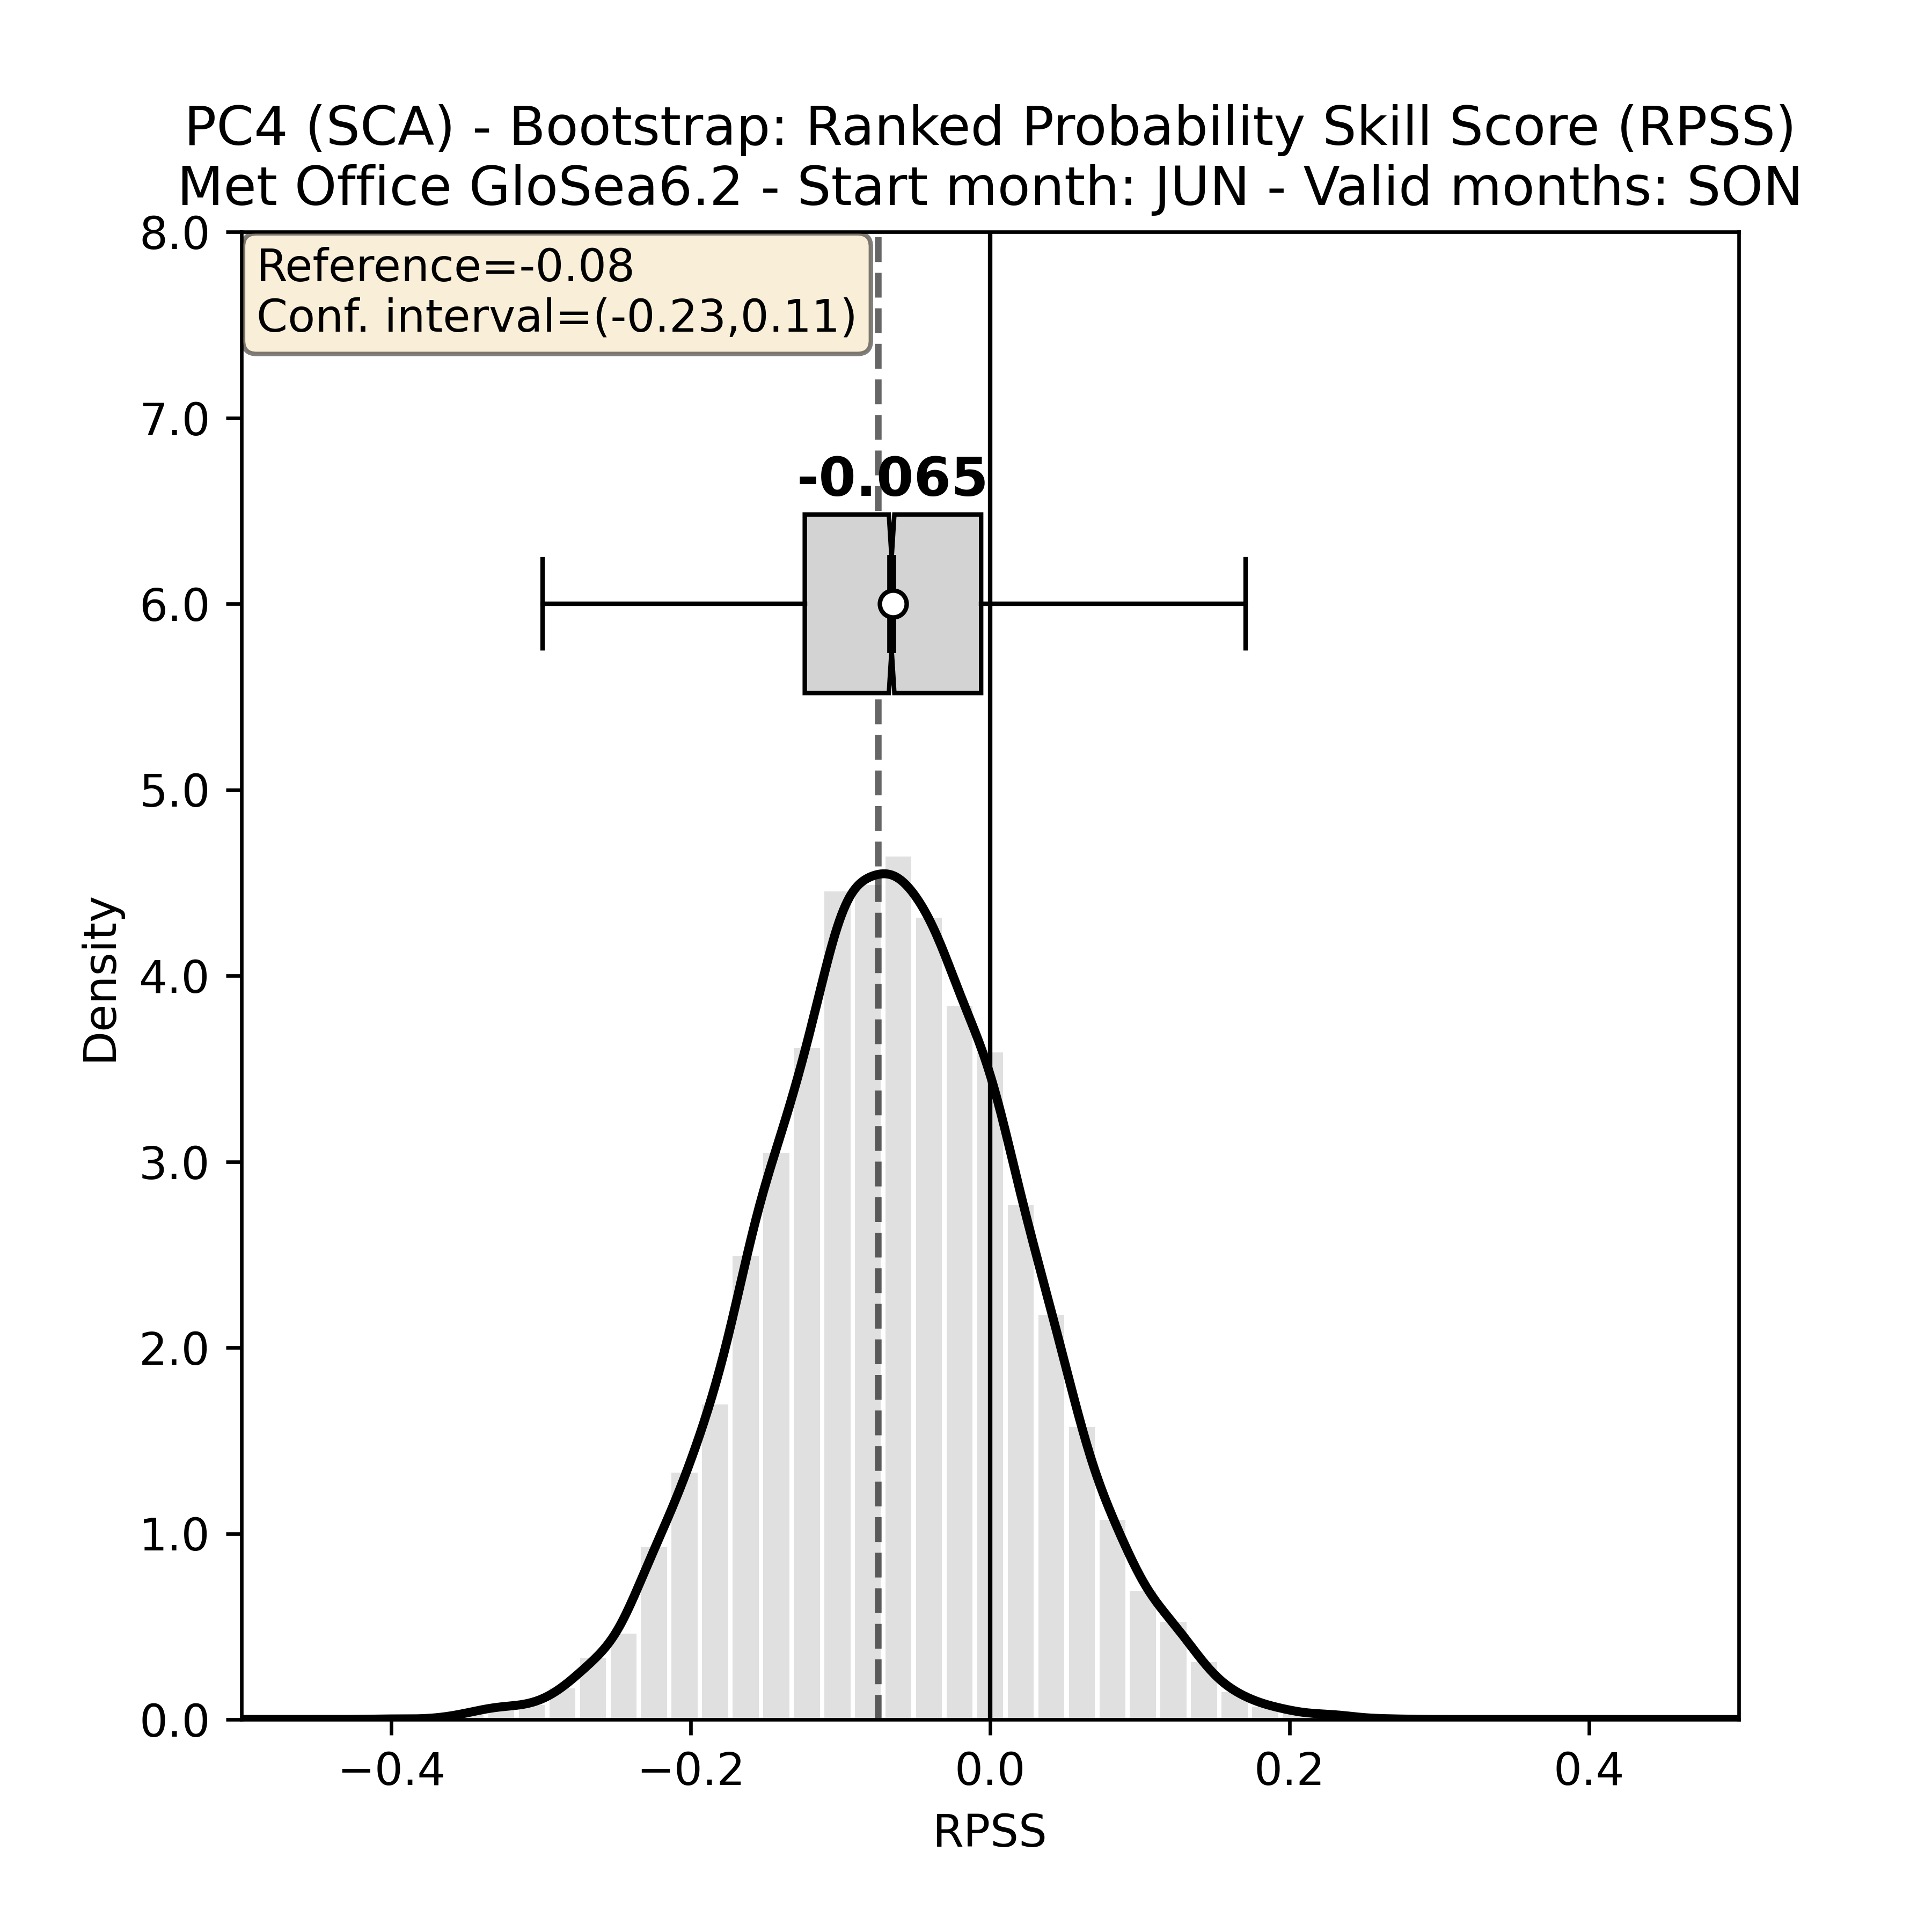 PC4 (SCA) - Bootstrap: Ranked Probability Skill Score (RPSS)
Met Office GloSea6.2 - Start month: JUN - Valid months: SON
Reference=-0.08
Conf. interval=(-0.23,0.11)
-0.065
8.0
7.0
6.0
5.0
4.0
3.0
2.0
1.0
0.0
Density
−0.4 −0.2 0.0 0.2 0.4
RPSS